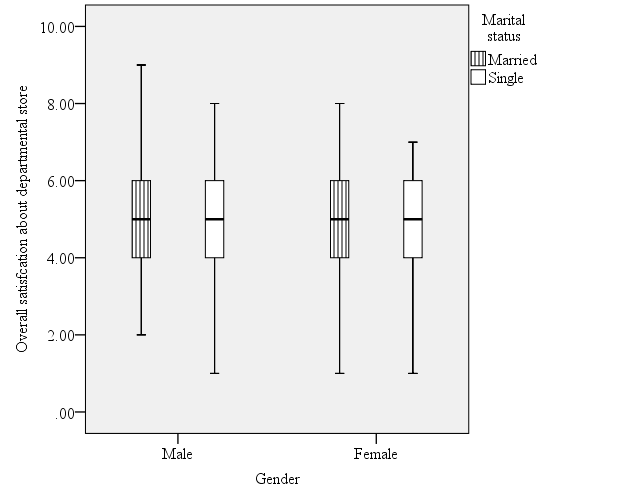 Overall satisfcation about departmental store
10.00
8.00
6.00
4.00
2.00
.00
Male
Female
Gender
Marital
status
Married
Single